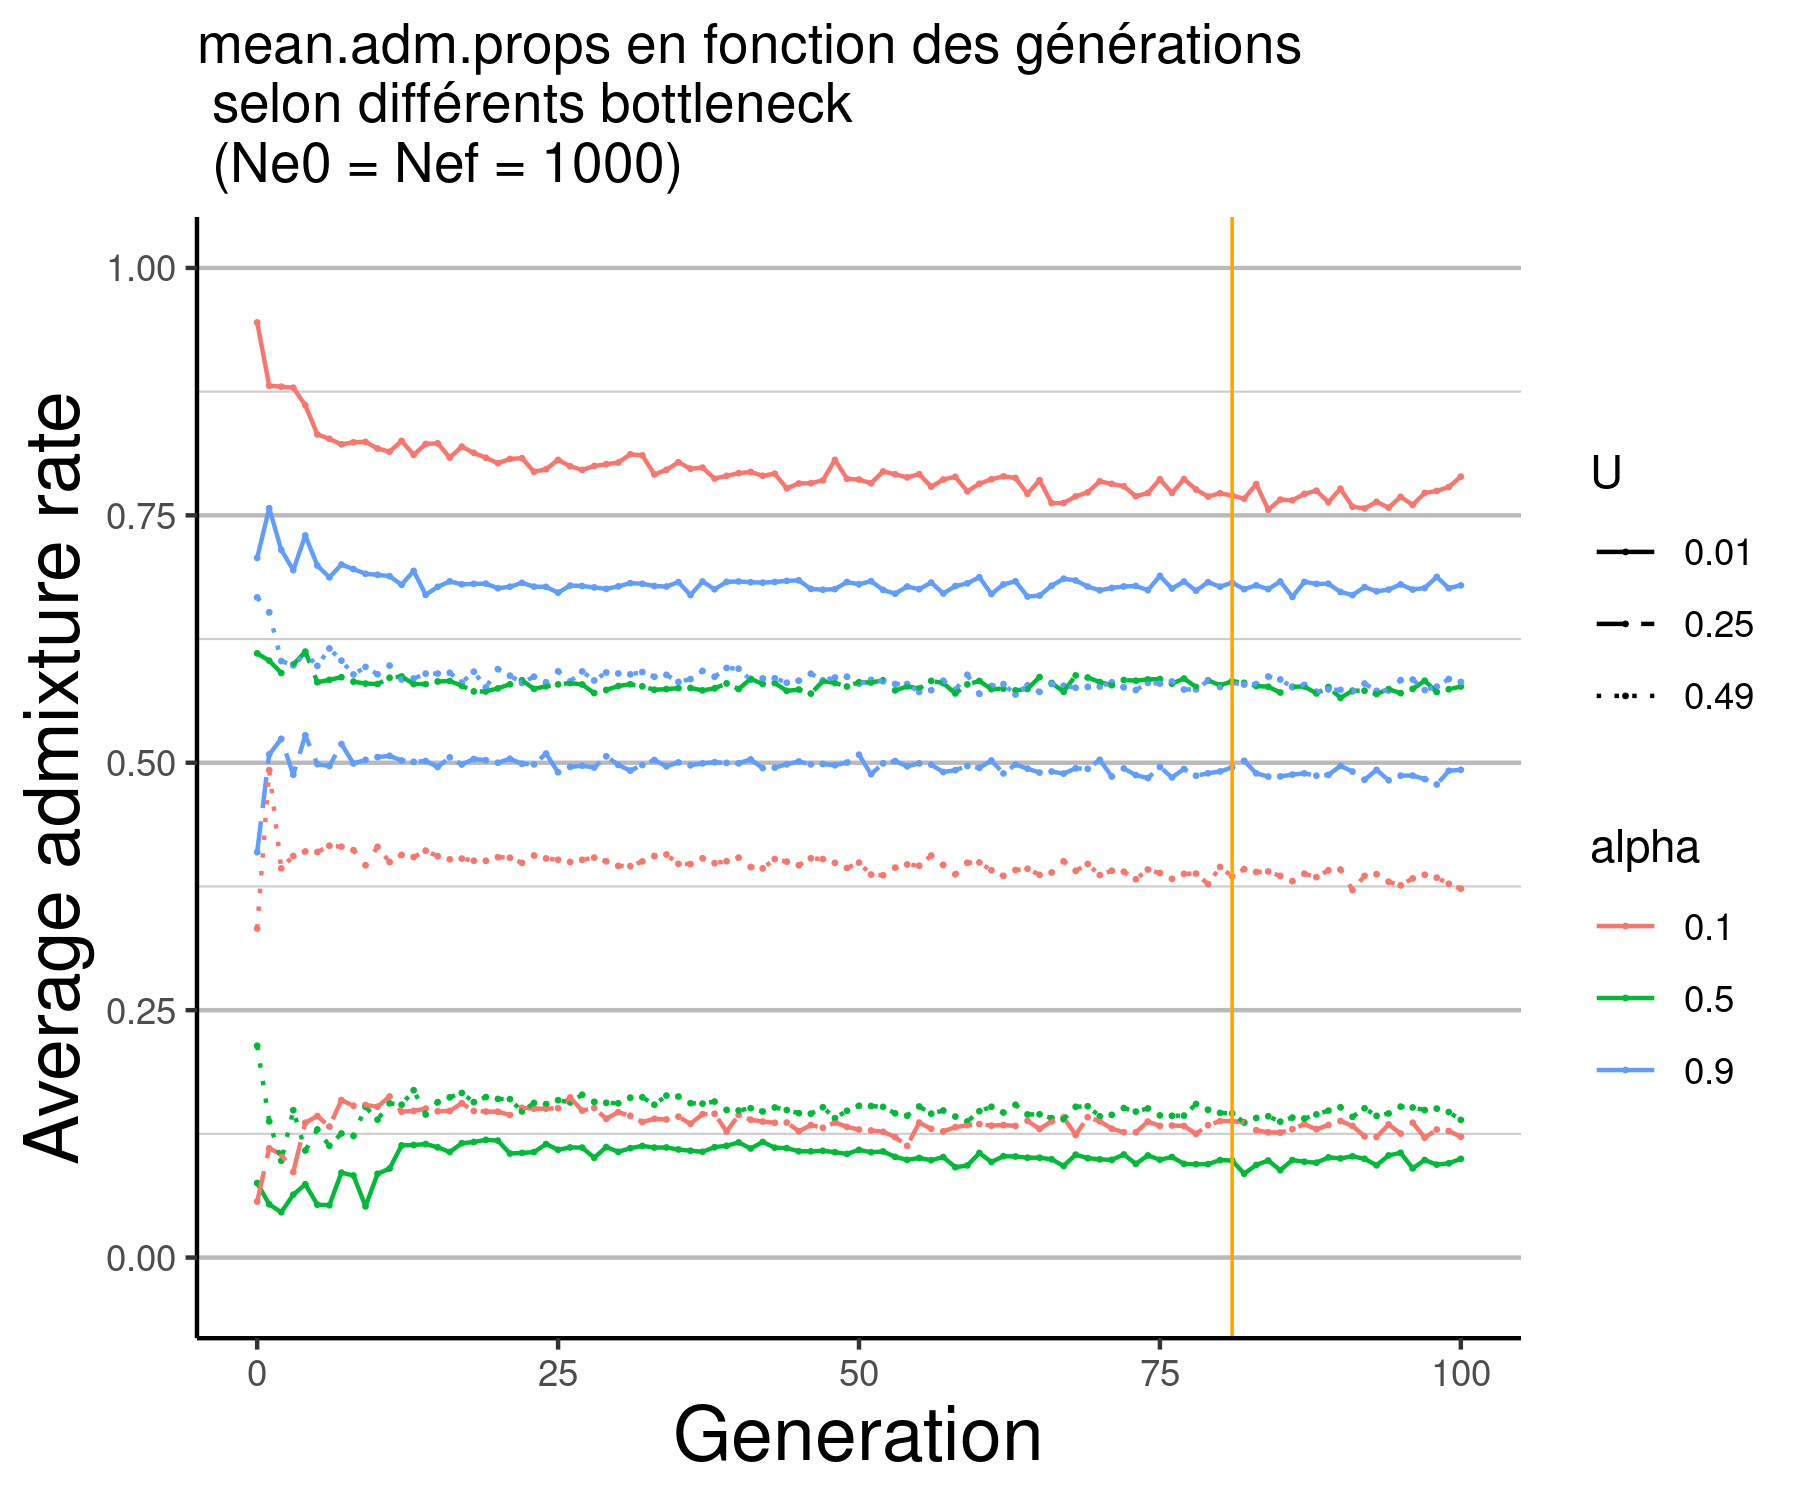 mean.adm.props en fonction des générations
selon différents bottleneck
(Ne0 = Nef = 1000)
Average admixture rate
1.00
0.75
0.50
0.25
0.00
0
25
50
75
100
Generation
U
0.01
0.25
0.49
alpha
0.1
0.5
0.9